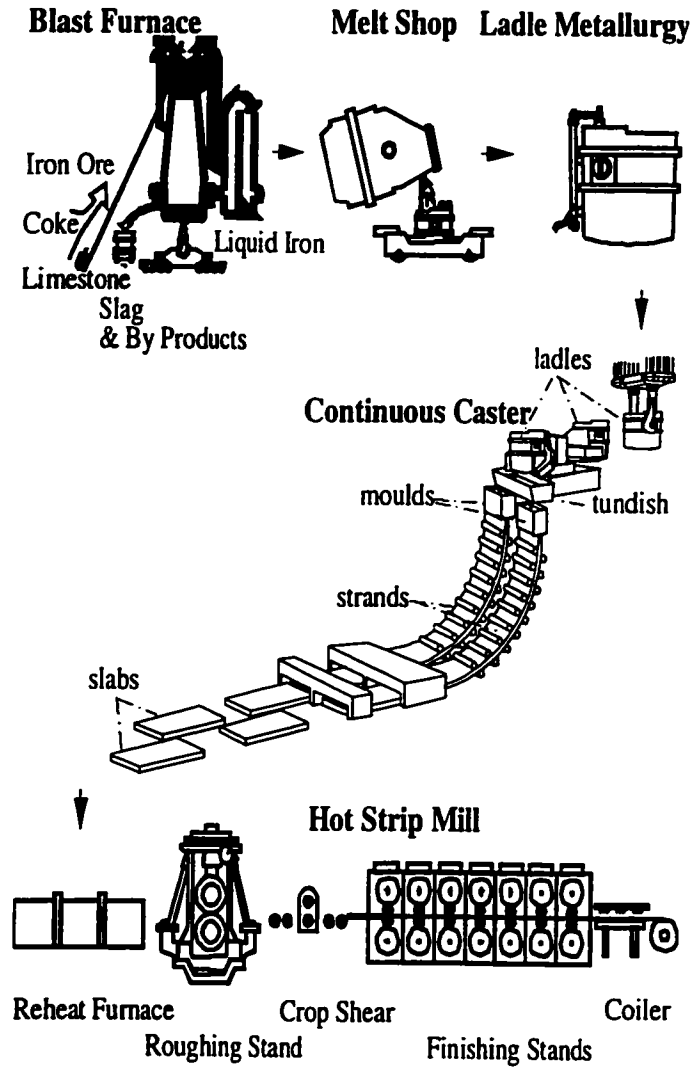 Blast Furnace
Melt Shop
Ladle Metallurgy
Iron Ore
Coke
Limestone
Liquid Iron
Slag
& By Products
ladles
Continuous Caster
moulds
tundish
strands
slabs
Hot Strip Mill
Reheat Furnace
Roughing Stand
Crop Shear
Finishing Stands
Coiler